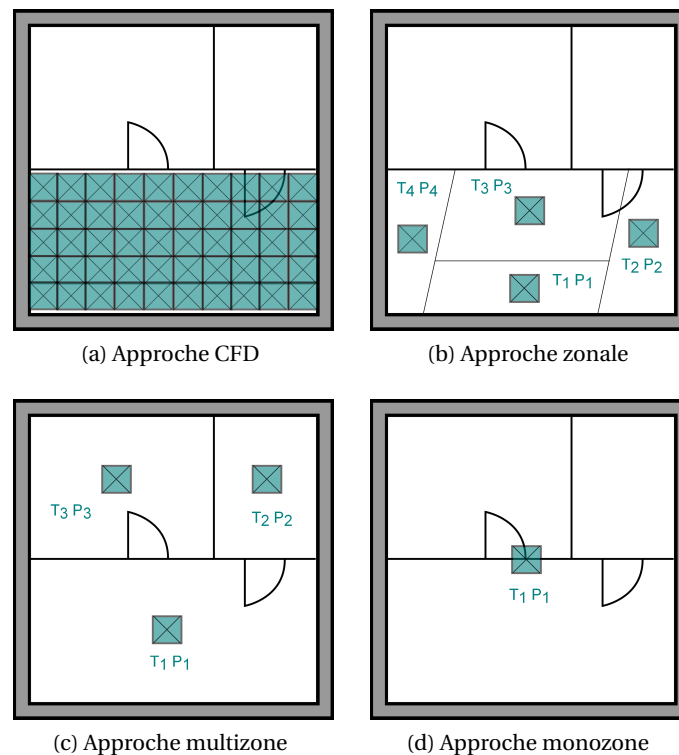 T4 P4
T3 P3
T2 P2
T1 P1
(a) Approche CFD
(b) Approche zonale
T3 P3
T2 P2
T1 P1
T1 P1
(c) Approche multizone
(d) Approche monozone